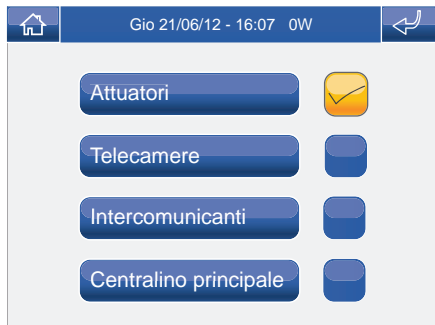 Gio 21/06/12 - 16:07 0W
Attuatori
Telecamere
Intercomunicanti
Centralino principale